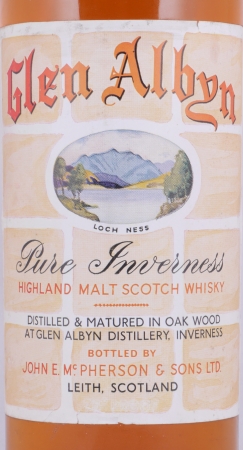 Glen Albyn
LOCH NESS
Pure Inverness
HIGHLAND MALT SCOTCH WHISKY
DISTILLED & MATURED IN OAK WOOD
AT GLEN ALBYN DISTILLERY, INVERNESS
BOTTLED BY
JOHN E. McPHERSON & SONS LTD.
LEITH, SCOTLAND